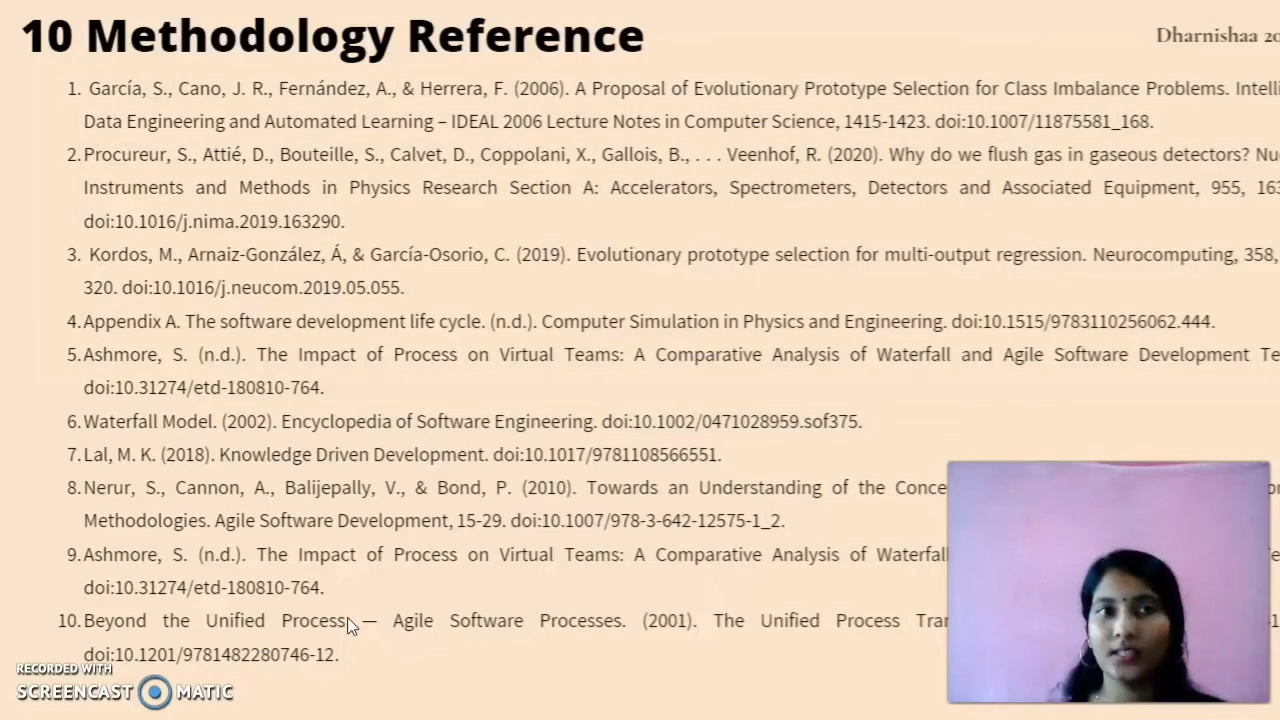 10 Methodology Reference
Dharnishaa
1. García, S., Cano, J. R., Fernández, A., & Herrera, F. (2006). A Proposal of Evolutionary Prototype Selection for Class Imbalance Problems.
Data Engineering and Automated Learning – IDEAL 2006 Lecture Notes in Computer Science, 1415-1423. doi:10.1007/11875581_168.
2. Procureur, S., Attié, D., Bouteille, S., Calvet, D., Coppolani, X., Gallois, B., . . . Veenhof, R. (2020). Why do we flush gas in gaseous detectors?
Instruments and Methods in Physics Research Section A: Accelerators, Spectrometers, Detectors and Associated Equipment, 955,
doi:10.1016/j.nima.2019.163290.
3. Kordos, M., Arnaiz-González, Á, & García-Osorio, C. (2019). Evolutionary prototype selection for multi-output regression. Neurocomputing, 358,
320. doi:10.1016/j.neucom.2019.05.055.
4. Appendix A. The software development life cycle. (n.d.). Computer Simulation in Physics and Engineering. doi:10.1515/9783110256062.444.
5. Ashmore, S. (n.d.). The Impact of Process on Virtual Teams: A Comparative Analysis of Waterfall and Agile Software Development
doi:10.31274/etd-180810-764.
6. Waterfall Model. (2002). Encyclopedia of Software Engineering. doi:10.1002/0471028959.sof375.
7. Lal, M. K. (2018). Knowledge Driven Development. doi:10.1017/9781108566551.
8. Nerur, S., Cannon, A., Balijepally, V., & Bond, P. (2010). Towards an Understanding of the
Methodologies. Agile Software Development, 15-29. doi:10.1007/978-3-642-12575-1_2.
9. Ashmore, S. (n.d.). The Impact of Process on Virtual Teams: A Comparative Analysis of Waterfall
doi:10.31274/etd-180810-764.
10. Beyond the Unified Process — Agile Software Processes. (2001). The Unified Process
doi:10.1201/9781482280746-12.
RECORDED WITH
SCREENCAST MATIC